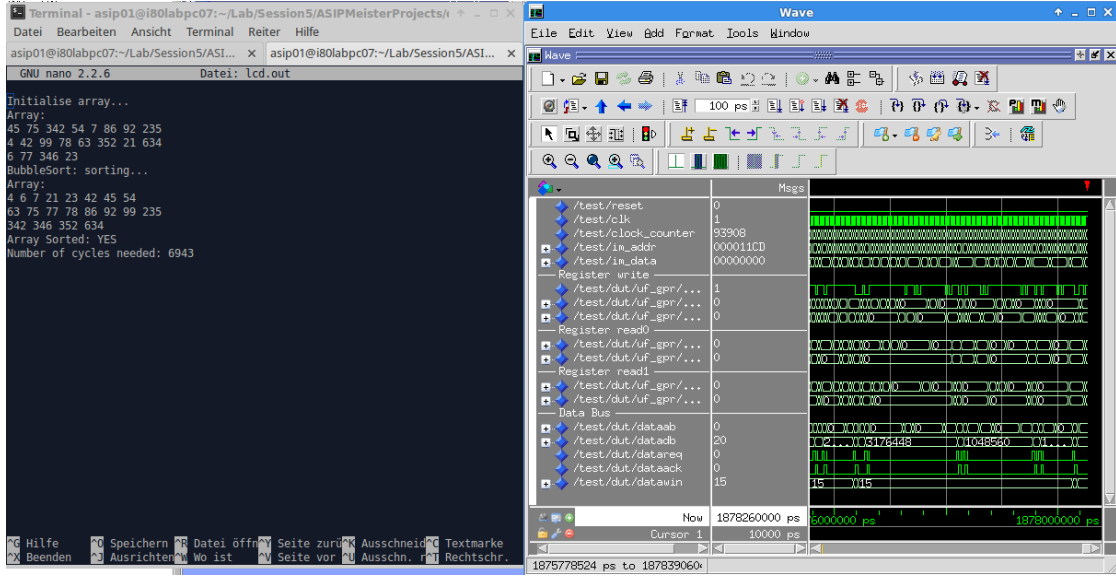 Terminal - asip01@i80labpc07:~/Lab/Session5/ASIPMeisterProjects/
Datei Bearbeiten Ansicht Terminal Reiter Hilfe
asip01@i80labpc07:~/Lab/Session5/ASI... × asip01@i80labpc07:~/Lab/Session5/ASI... ×
GNU nano 2.2.6 Datei: lcd.out
Initialise array...
Array:
45 75 342 54 7 86 92 235
4 42 99 78 63 352 21 634
6 77 346 23
BubbleSort: sorting...
Array:
4 6 7 21 23 42 45 54
63 75 77 78 86 92 99 235
342 346 352 634
Array Sorted: YES
Number of cycles needed: 6943
^G Hilfe ^O Speichern ^R Datei öffn^Y Seite zurü^K Ausschneid^C Textmarke
^X Beenden ^J Ausrichten^W Wo ist ^V Seite vor ^U Ausschn. r^T Rechtschr.
Wave
File Edit View Add Format Tools Window
Wave
100 ps
Msgs
/test/reset 0
/test/clk 1
/test/clock_counter 93908
/test/im_addr 000011CD
/test/im_data 00000000
Register write
/test/dut/uf_gpr/... 1
/test/dut/uf_gpr/... 0
/test/dut/uf_gpr/... 0
Register read0
/test/dut/uf_gpr/... 0
/test/dut/uf_gpr/... 0
Register read1
/test/dut/uf_gpr/... 0
/test/dut/uf_gpr/... 0
Data Bus
/test/dut/dataab 0
/test/dut/datadb 20 2... 3176448 1048560 1...
/test/dut/datareq 0
/test/dut/dataack 0
/test/dut/datawin 15 15 15
Now 1878260000 ps 6000000 ps 1878000000 ps
Cursor 1 10000 ps
1875778524 ps to 187839060